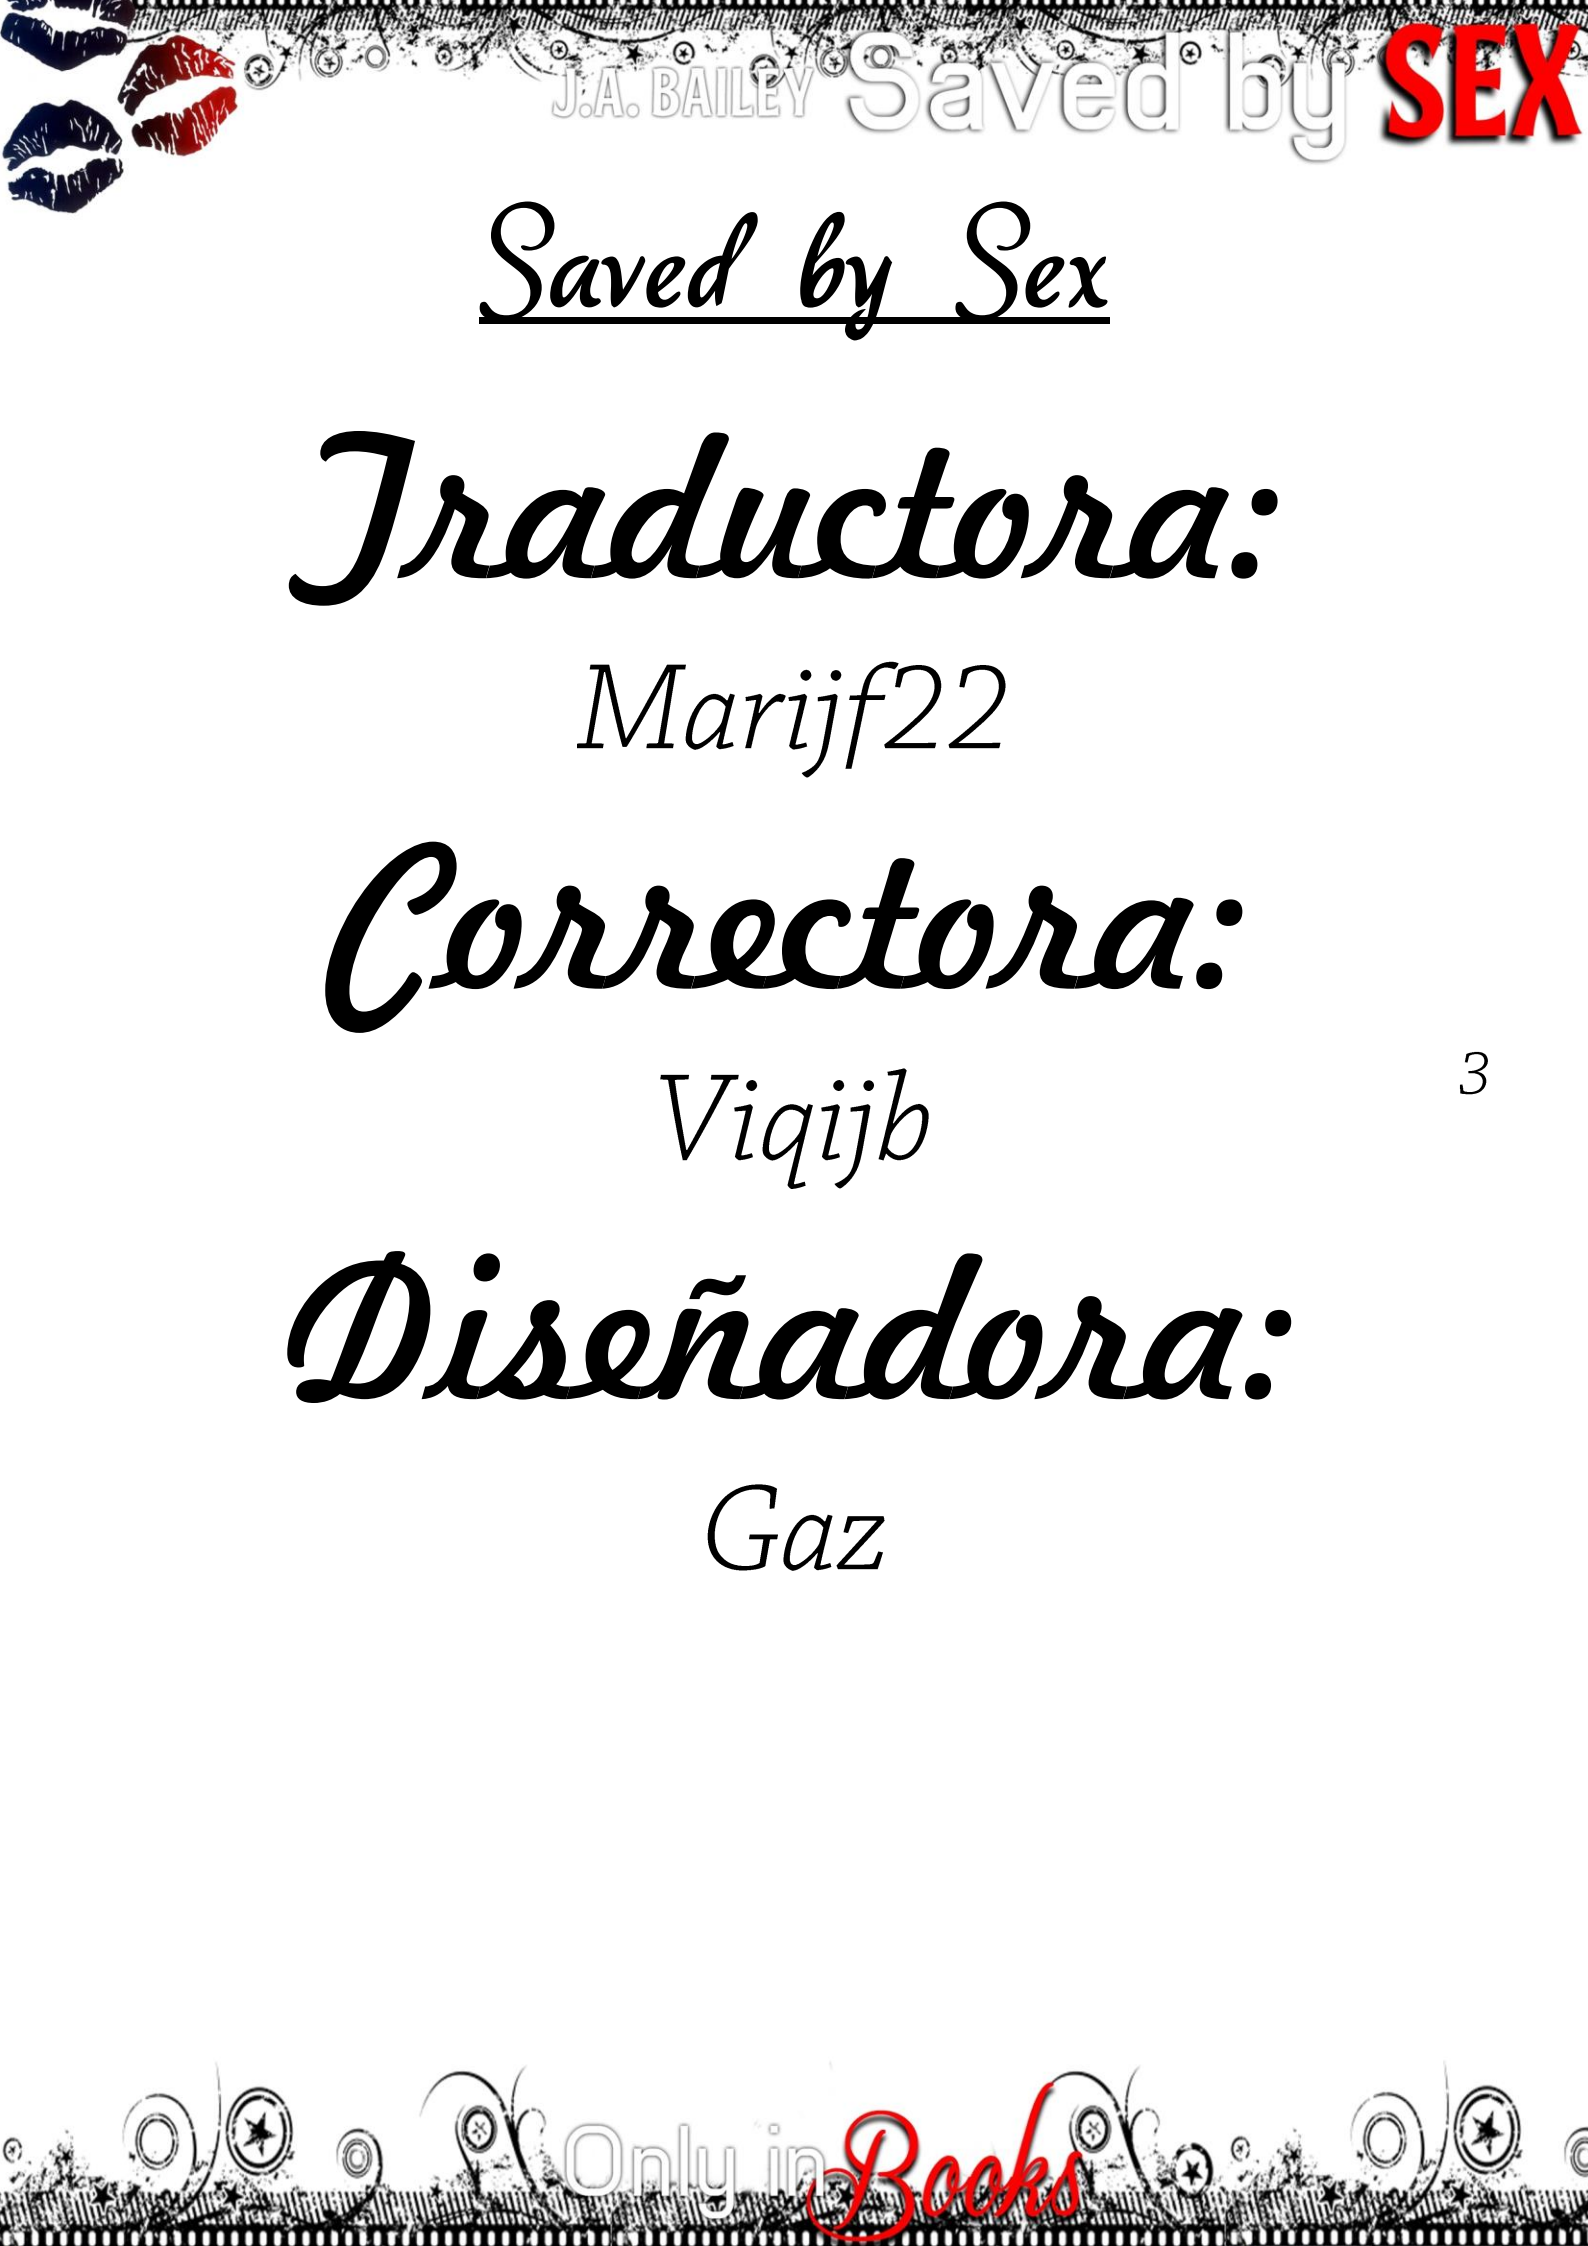 J.A. BAILEY Saved by SEX
Saved by Sex
Traductora:
Marijf22
Correctora:
3
Viqijb
Diseñadora:
Gaz
Only in Books